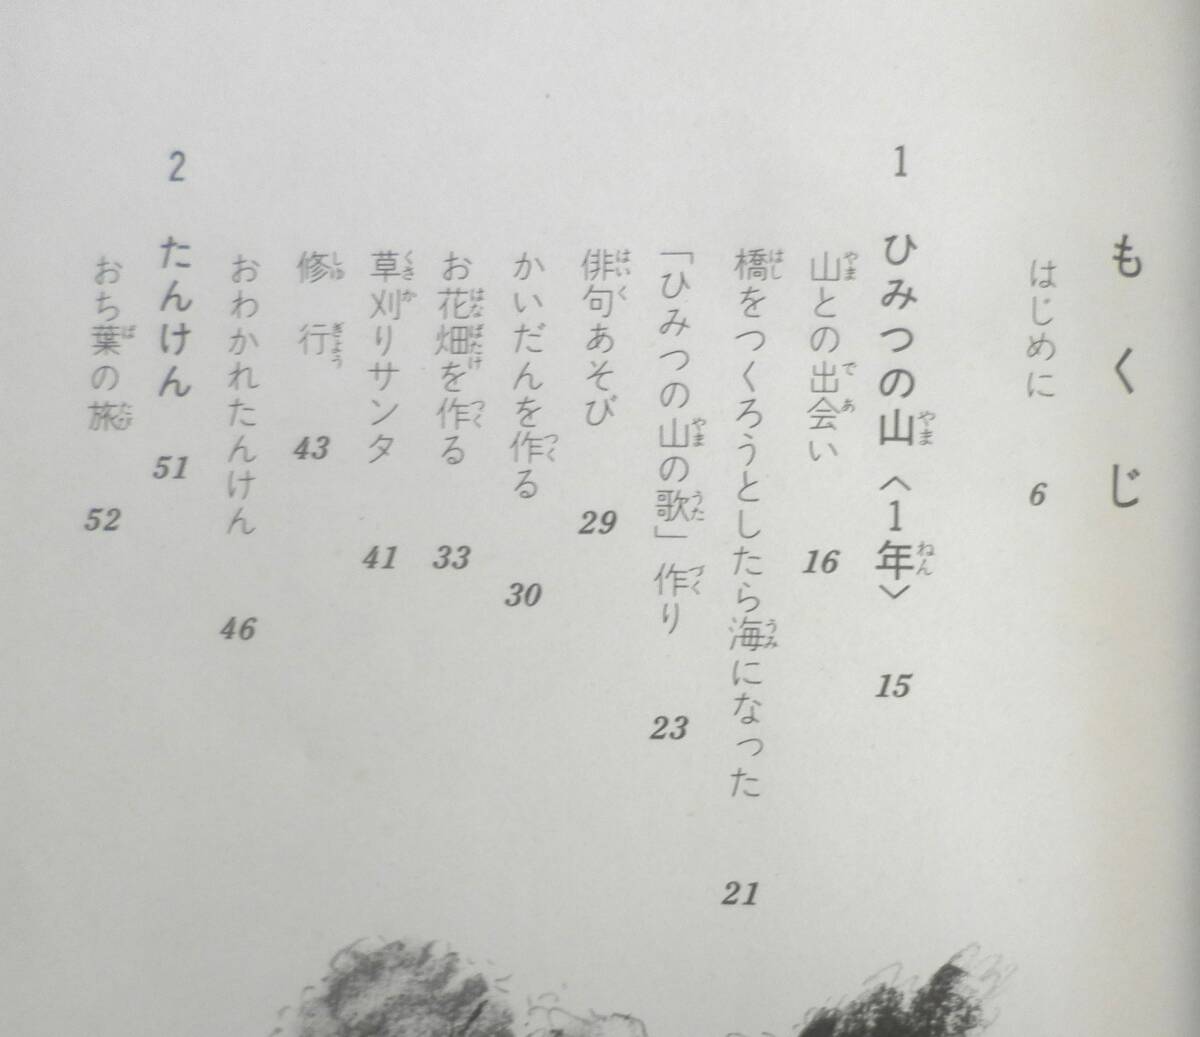 もくじ
はじめに 6
1 ひみつの山〈1年〉 15
山との出会い 16
橋をつくろうとしたら海になった 21
「ひみつの山の歌」作り 23
俳句あそび 29
かいだんを作る 30
お花畑を作る 33
草刈りサンタ 41
修行 43
おわかれたんけん 46
2 たんけん 51
おち葉の旅 52